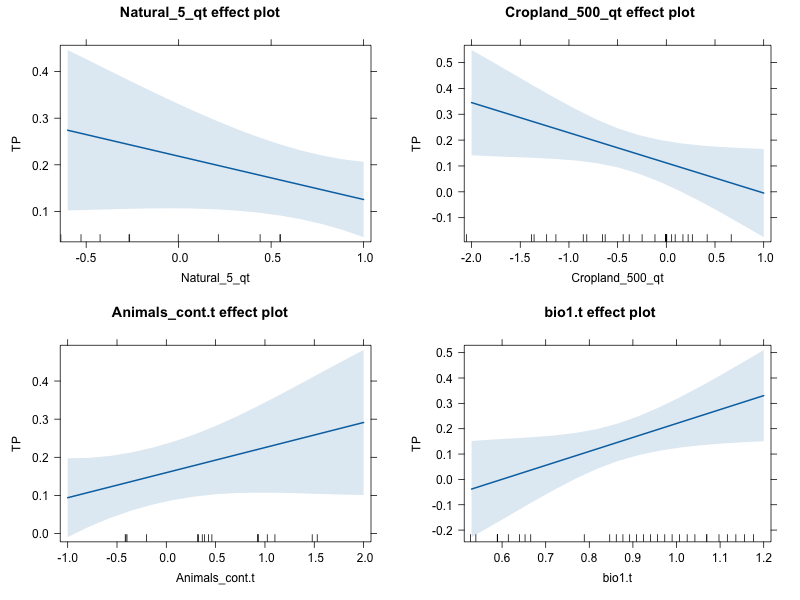 Natural_5_qt effect plot
TP
0.4
0.3
0.2
0.1
-0.5 0.0 0.5 1.0
Natural_5_qt
Cropland_500_qt effect plot
TP
0.5
0.4
0.3
0.2
0.1
0.0
-0.1
-2.0 -1.5 -1.0 -0.5 0.0 0.5 1.0
Cropland_500_qt
Animals_cont.t effect plot
TP
0.4
0.3
0.2
0.1
0.0
-1.0 -0.5 0.0 0.5 1.0 1.5 2.0
Animals_cont.t
bio1.t effect plot
TP
0.5
0.4
0.3
0.2
0.1
0.0
-0.1
-0.2
0.6 0.7 0.8 0.9 1.0 1.1 1.2
bio1.t